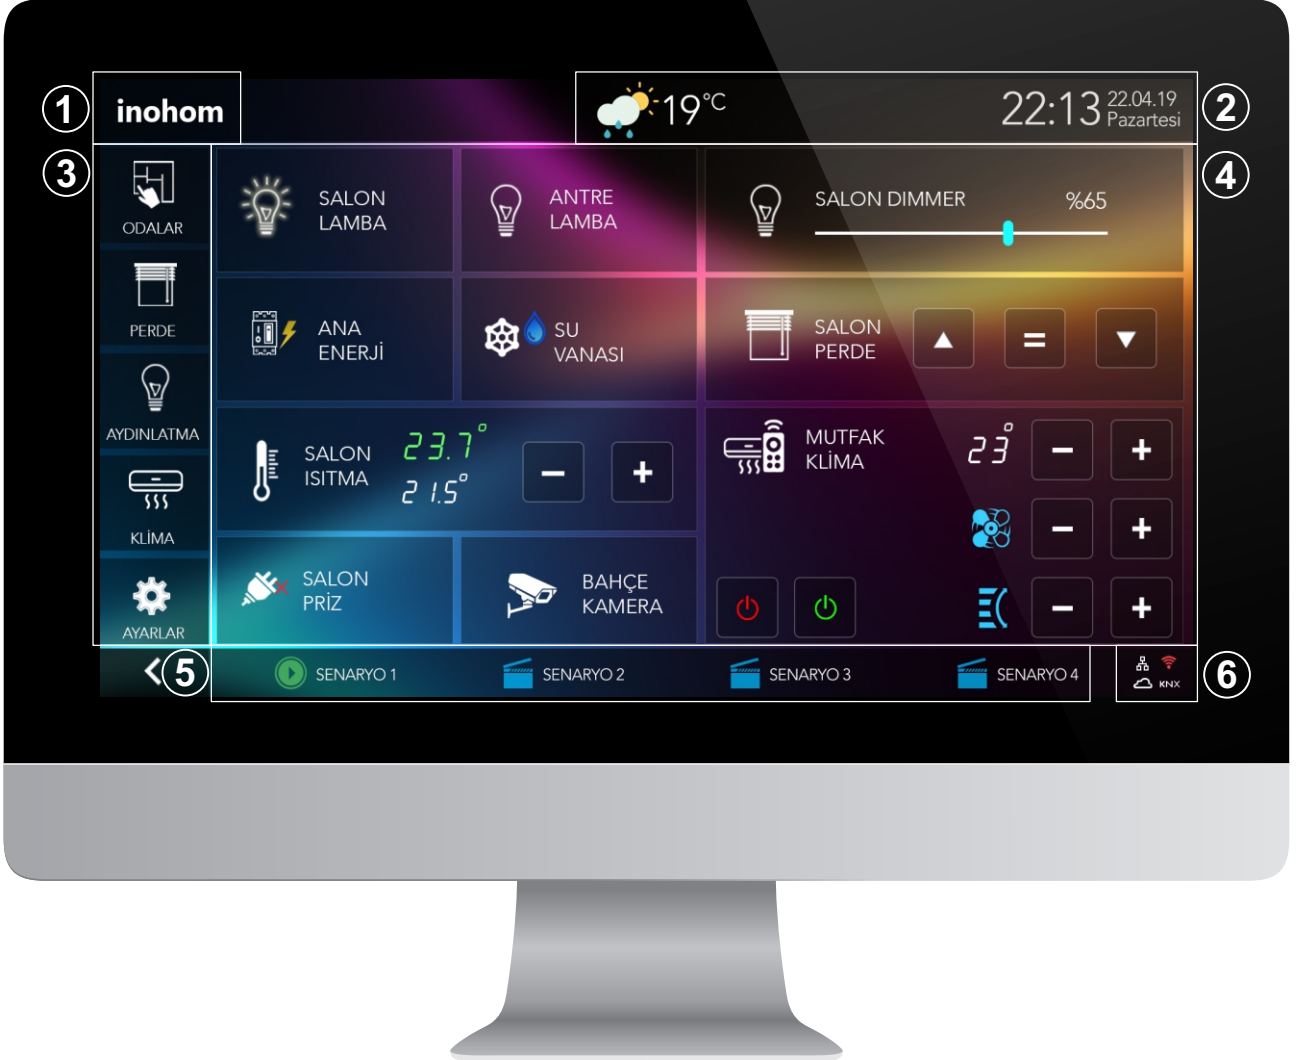 1
inohom
19°C
22:13
22.04.19
Pazartesi
2
3
ODALAR
PERDE
AYDINLATMA
KLİMA
AYARLAR
4
SALON
LAMBA
ANTRE
LAMBA
SALON DIMMER
%65
ANA
ENERJİ
SU
VANASI
SALON
PERDE
SALON
ISITMA
23.7°
21.5°
MUTFAK
KLİMA
23°
SALON
PRİZ
BAHÇE
KAMERA
5
SENARYO 1
SENARYO 2
SENARYO 3
SENARYO 4
KNX
6